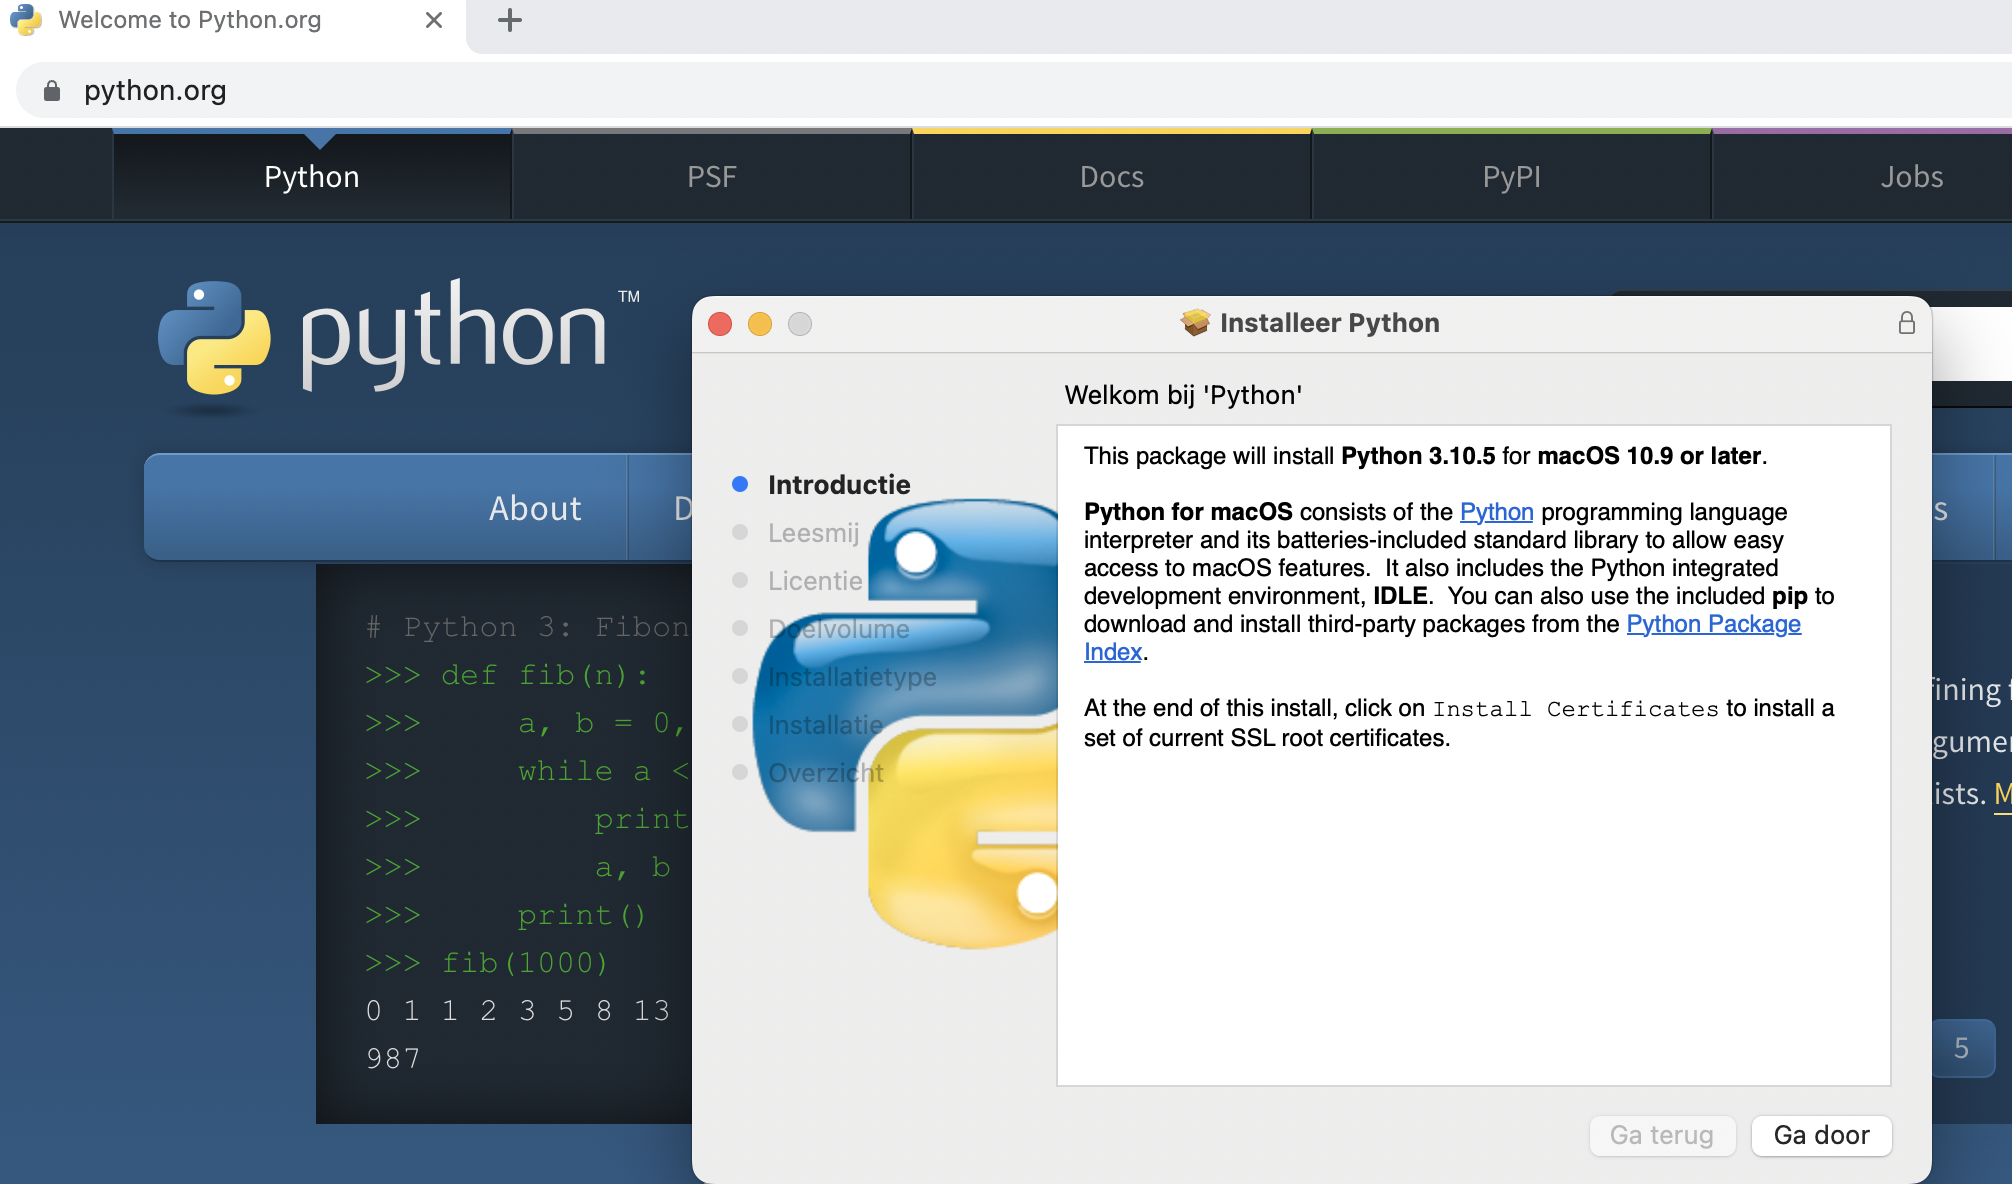 Welcome to Python.org
python.org
Python PSF Docs PyPI Jobs
python™
About D
s
# Python 3: Fibon
>>> def fib(n):
>>>     a, b = 0,
>>>     while a <
>>>         print
>>>         a, b
>>>     print()
>>> fib(1000)
0 1 1 2 3 5 8 13
987
Installeer Python
Welkom bij 'Python'
Introductie
Leesmij
Licentie
Doelvolume
Installatietype
Installatie
Overzicht
This package will install Python 3.10.5 for macOS 10.9 or later.
Python for macOS consists of the Python programming language
interpreter and its batteries-included standard library to allow easy
access to macOS features.  It also includes the Python integrated
development environment, IDLE.  You can also use the included pip to
download and install third-party packages from the Python Package
Index.
At the end of this install, click on Install Certificates to install a
set of current SSL root certificates.
Ga terug Ga door
ining f
gumen
ists. M
5